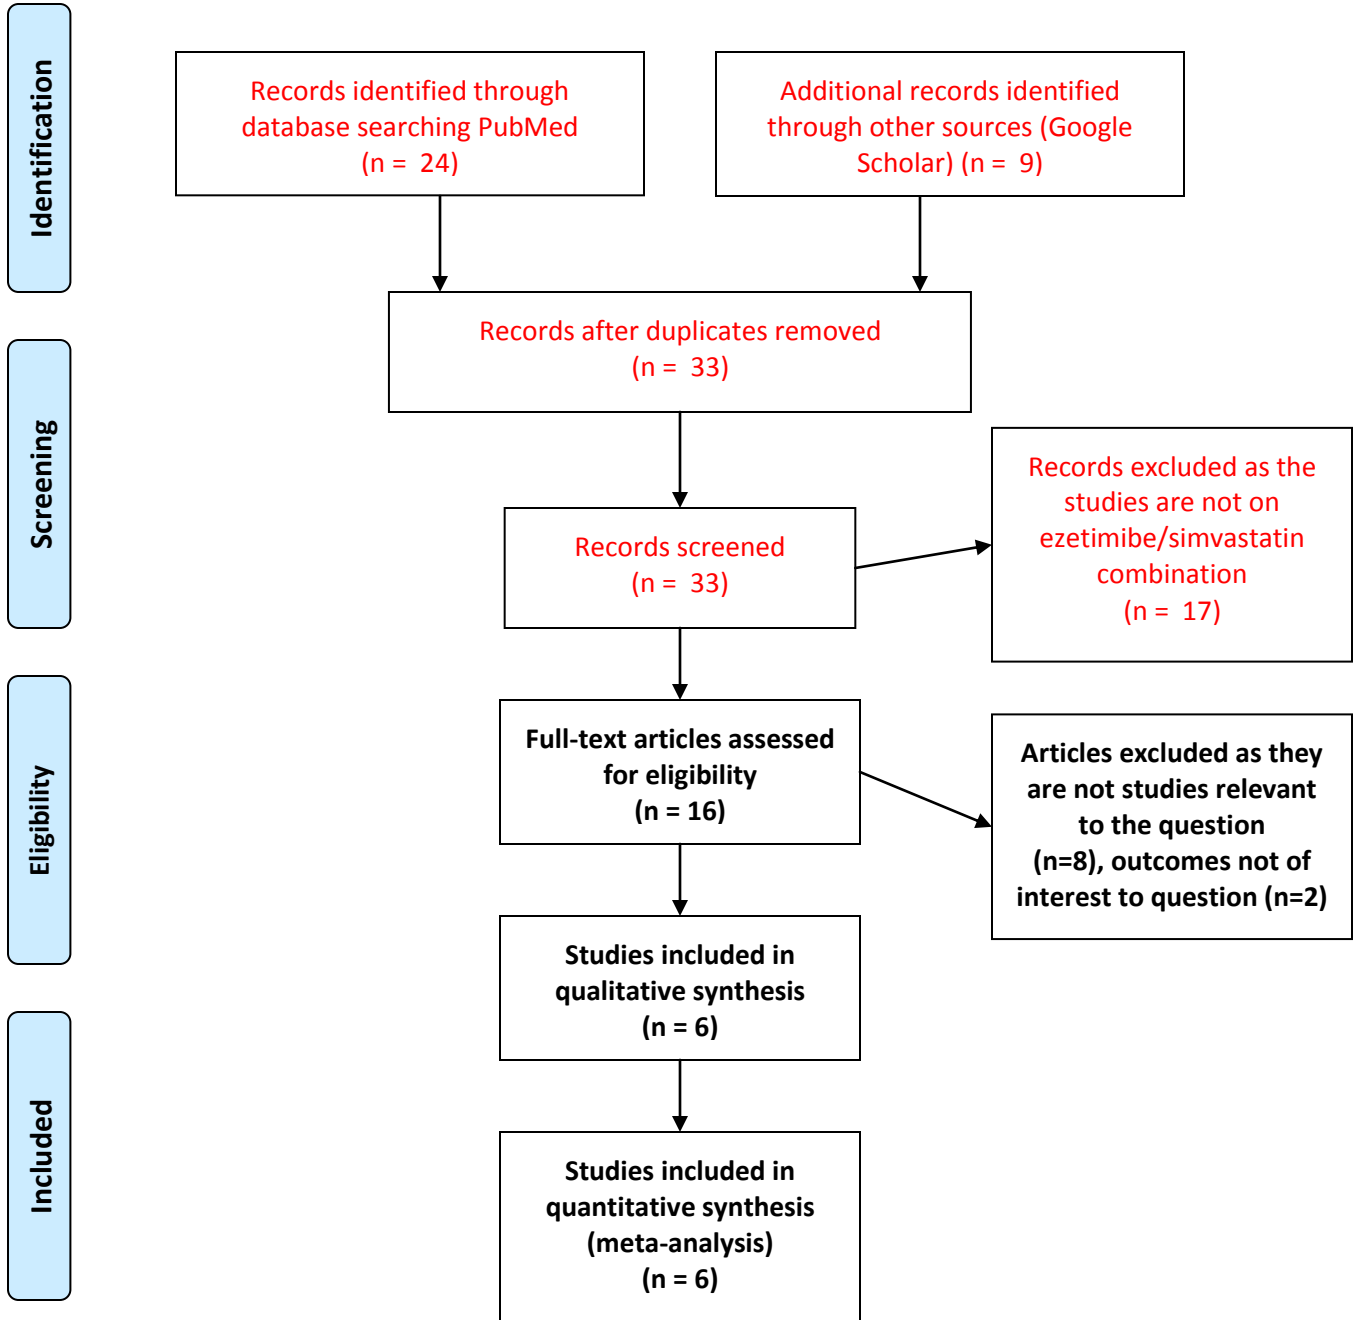 Identification
Records identified through
database searching PubMed
(n =  24)
Additional records identified
through other sources (Google
Scholar) (n =  9)
Records after duplicates removed
(n =  33)
Screening
Records screened
(n =  33)
Records excluded as the
studies are not on
ezetimibe/simvastatin
combination
(n =  17)
Eligibility
Full-text articles assessed
for eligibility
(n = 16)
Articles excluded as they
are not studies relevant
to the question
(n=8), outcomes not of
interest to question (n=2)
Studies included in
qualitative synthesis
(n = 6)
Included
Studies included in
quantitative synthesis
(meta-analysis)
(n = 6)